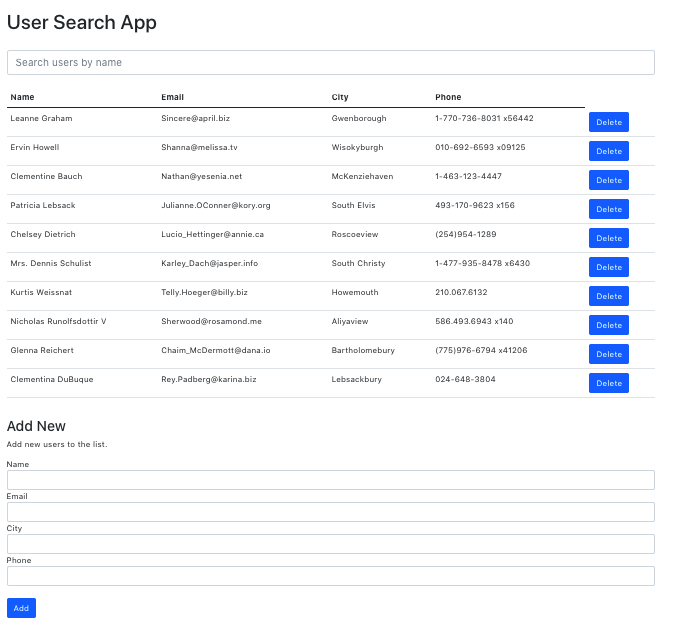 User Search App
Search users by name
Name Email City Phone
Leanne Graham Sincere@april.biz Gwenborough 1-770-736-8031 x56442 Delete
Ervin Howell Shanna@melissa.tv Wisokyburgh 010-692-6593 x09125 Delete
Clementine Bauch Nathan@yesenia.net McKenziehaven 1-463-123-4447 Delete
Patricia Lebsack Julianne.OConner@kory.org South Elvis 493-170-9623 x156 Delete
Chelsey Dietrich Lucio_Hettinger@annie.ca Roscoeview (254)954-1289 Delete
Mrs. Dennis Schulist Karley_Dach@jasper.info South Christy 1-477-935-8478 x6430 Delete
Kurtis Weissnat Telly.Hoeger@billy.biz Howemouth 210.067.6132 Delete
Nicholas Runolfsdottir V Sherwood@rosamond.me Aliyaview 586.493.6943 x140 Delete
Glenna Reichert Chaim_McDermott@dana.io Bartholomebury (775)976-6794 x41206 Delete
Clementina DuBuque Rey.Padberg@karina.biz Lebsackbury 024-648-3804 Delete
Add New
Add new users to the list.
Name
Email
City
Phone
Add